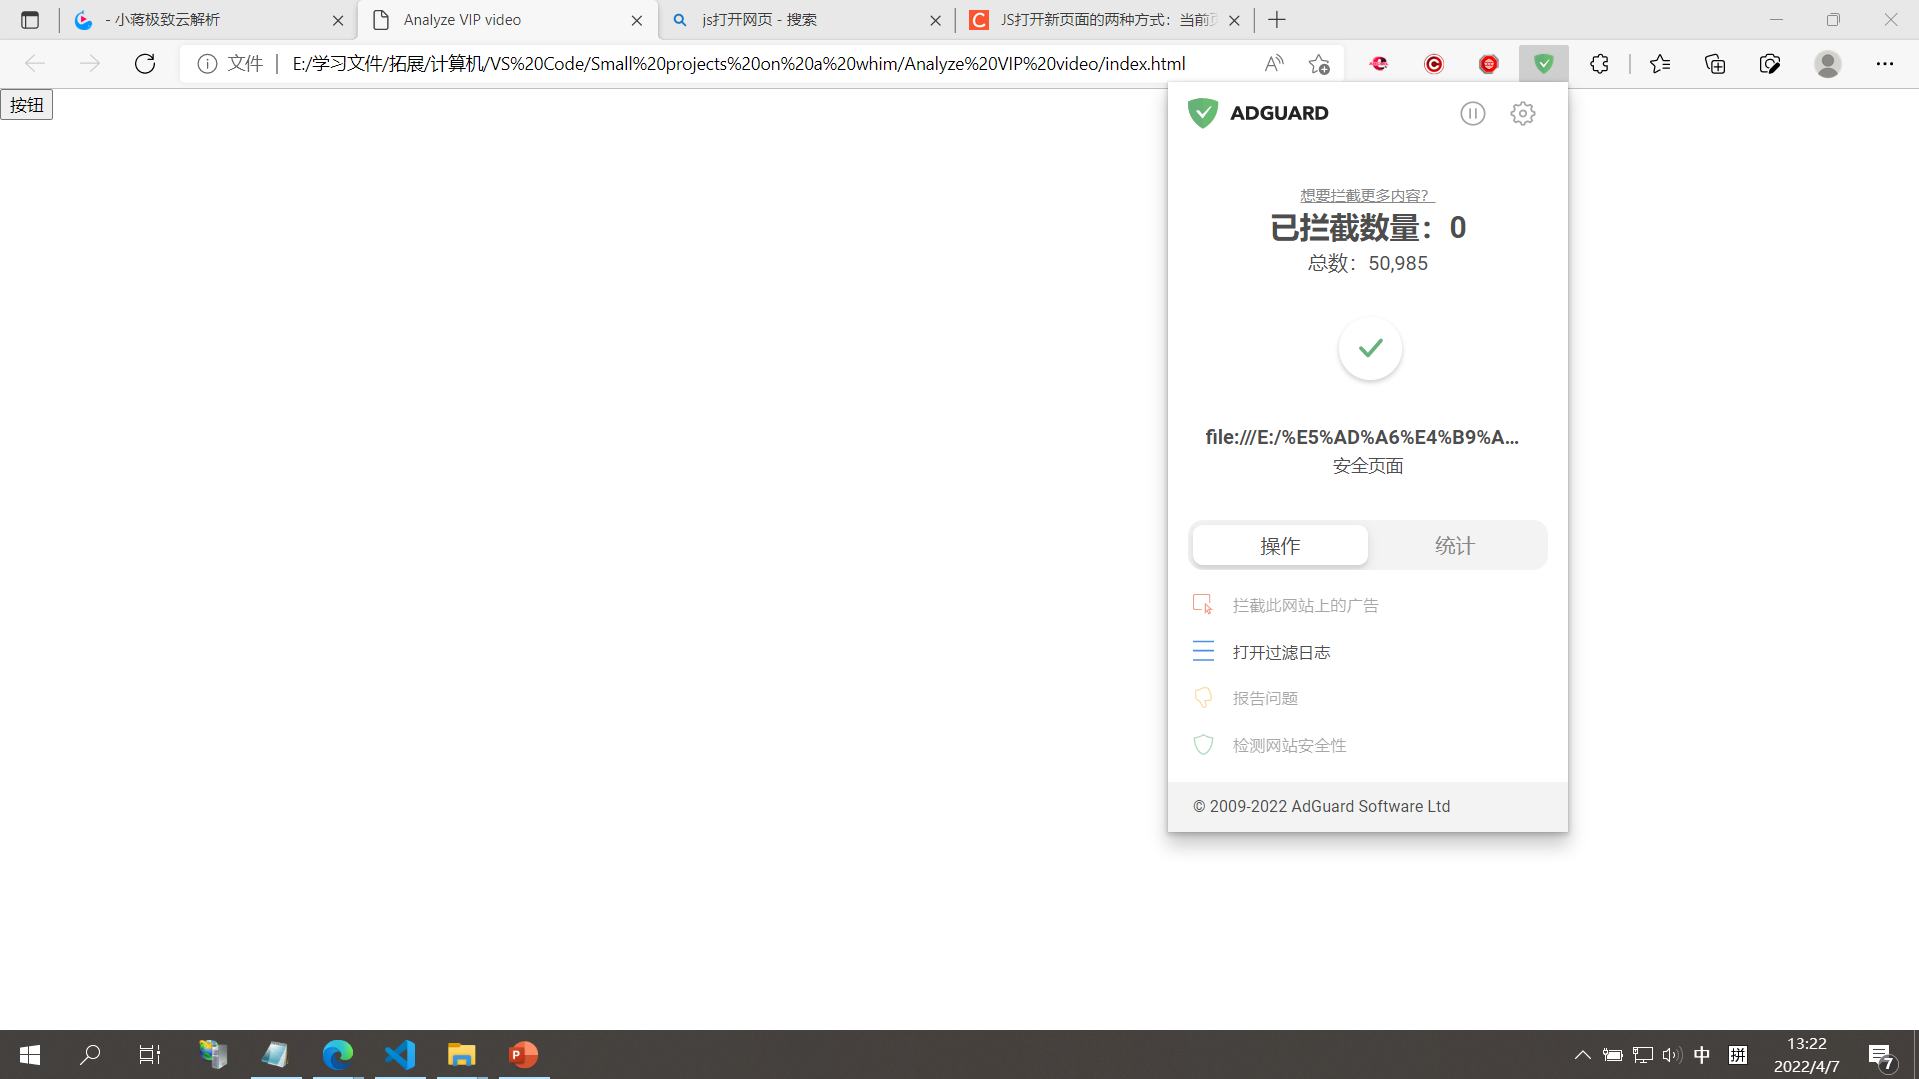 - 小蒋极致云解析
Analyze VIP video
js打开网页 - 搜索
JS打开新页面的两种方式：当前
文件
E:/学习文件/拓展/计算机/VS%20Code/Small%20projects%20on%20a%20whim/Analyze%20VIP%20video/index.html
按钮
ADGUARD
想要拦截更多内容？
已拦截数量：0
总数：50,985
file:///E:/%E5%AD%A6%E4%B9%A...
安全页面
操作
统计
拦截此网站上的广告
打开过滤日志
报告问题
检测网站安全性
© 2009-2022 AdGuard Software Ltd
中
拼
13:22
2022/4/7
7